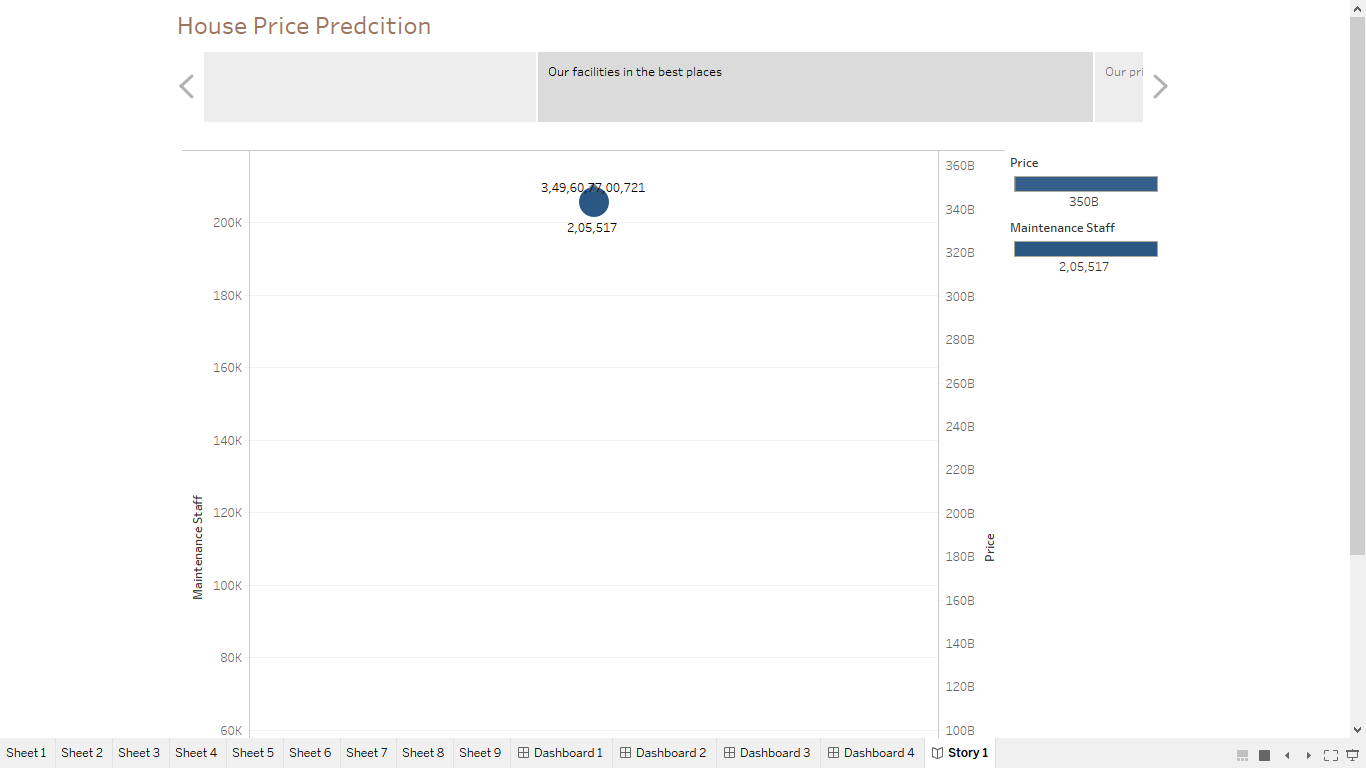 House Price Predcition
Our facilities in the best places
Our pri
3,49,60,77,00,721
2,05,517
200K
180K
160K
140K
120K
100K
80K
60K
Maintenance Staff
360B
340B
320B
300B
280B
260B
240B
220B
200B
180B
160B
140B
120B
100B
Price
Price
350B
Maintenance Staff
2,05,517
Sheet 1 Sheet 2 Sheet 3 Sheet 4 Sheet 5 Sheet 6 Sheet 7 Sheet 8 Sheet 9 Dashboard 1 Dashboard 2 Dashboard 3 Dashboard 4 Story 1